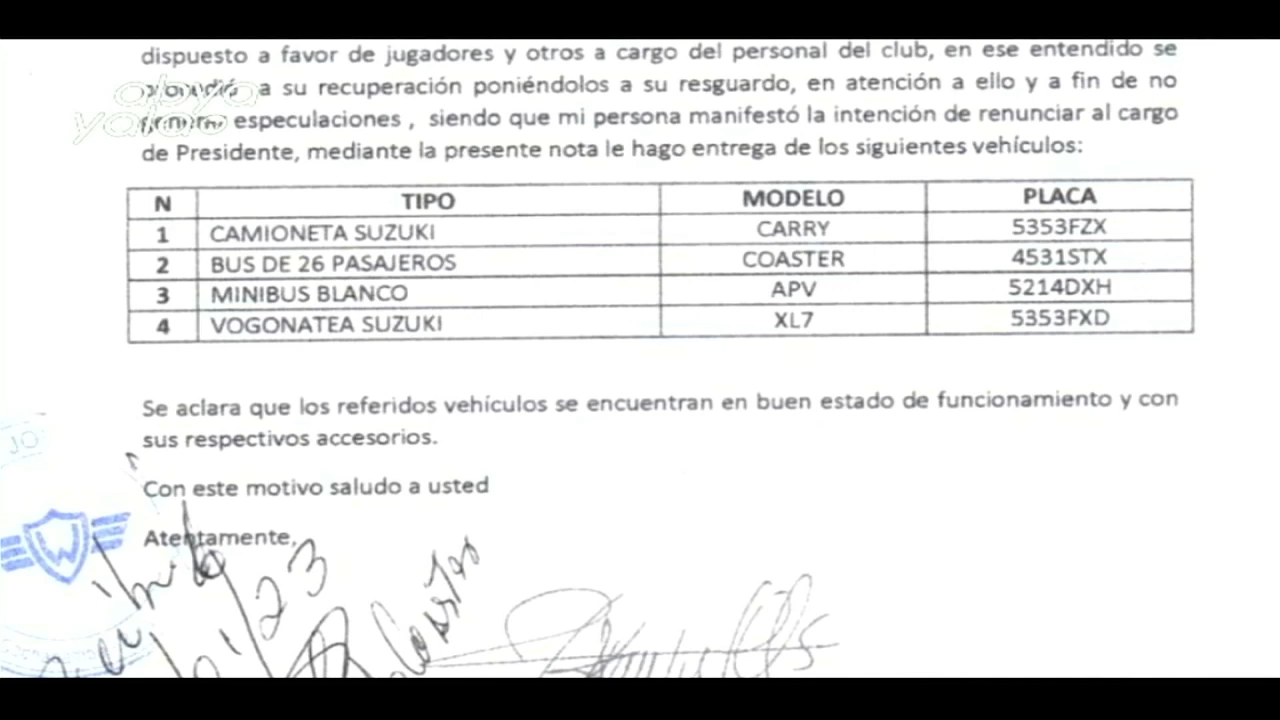 dispuesto a favor de jugadores y otros a cargo del personal del club, en ese entendido se
a su recuperación poniéndolos a su resguardo, en atención a ello y a fin de no
especulaciones , siendo que mi persona manifestó la intención de renunciar al cargo
de Presidente, mediante la presente nota le hago entrega de los siguientes vehículos:
N TIPO MODELO PLACA
1 CAMIONETA SUZUKI CARRY 5353FZX
2 BUS DE 26 PASAJEROS COASTER 4531STX
3 MINIBUS BLANCO APV 5214DXH
4 VOGONATEA SUZUKI XL7 5353FXD
Se aclara que los referidos vehículos se encuentran en buen estado de funcionamiento y con
sus respectivos accesorios.
Con este motivo saludo a usted
Atentamente,
JO
W